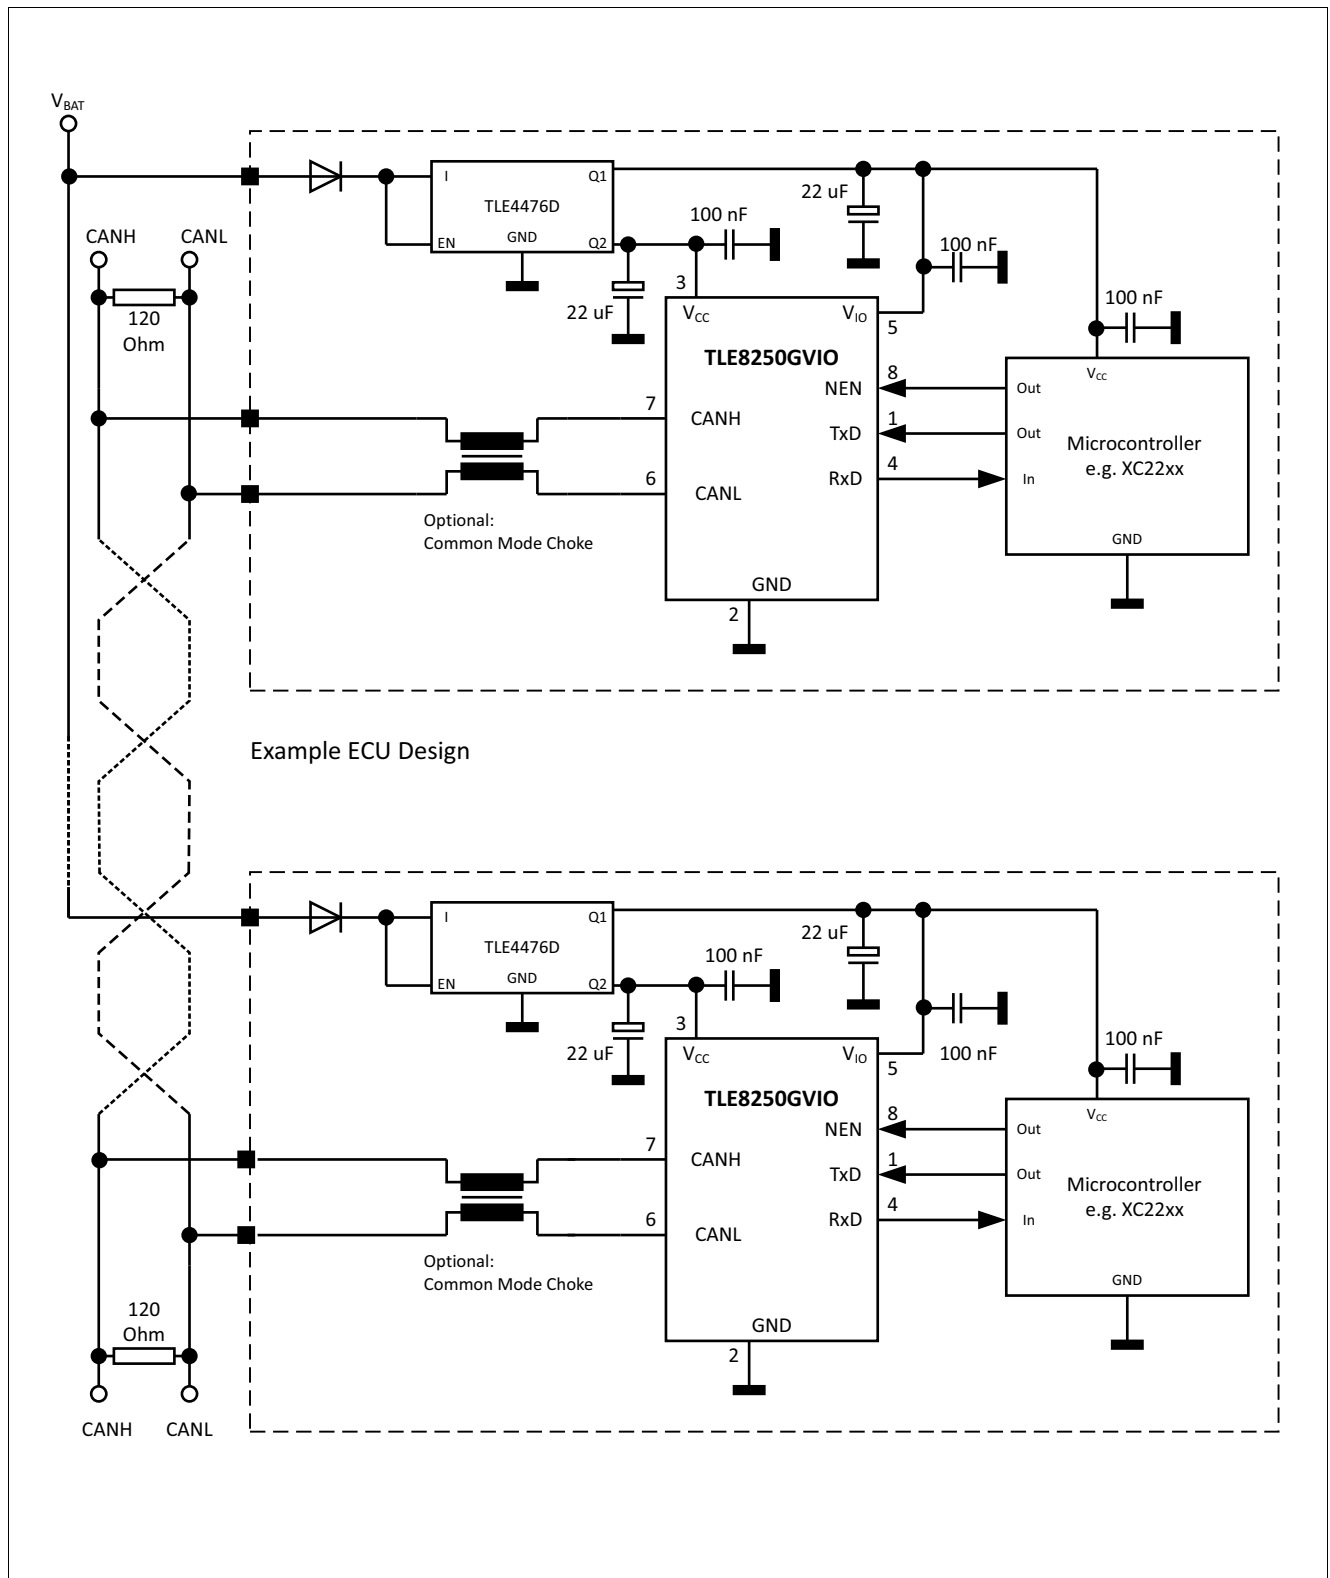 VBAT
CANH
CANL
120
Ohm
I
Q1
TLE4476D
GND
EN
Q2
22 uF
100 nF
100 nF
22 uF
100 nF
3
VCC
VIO
5
TLE8250GVIO
8
NEN
7
CANH
1
TxD
4
RxD
6
CANL
GND
2
VCC
Out
Out
Microcontroller
e.g. XC22xx
In
GND
Optional:
Common Mode Choke
Example ECU Design
I
Q1
TLE4476D
GND
EN
Q2
22 uF
100 nF
22 uF
100 nF
100 nF
3
VCC
VIO
5
TLE8250GVIO
8
NEN
7
CANH
1
TxD
4
RxD
6
CANL
GND
2
VCC
Out
Out
Microcontroller
e.g. XC22xx
In
GND
Optional:
Common Mode Choke
120
Ohm
CANH
CANL